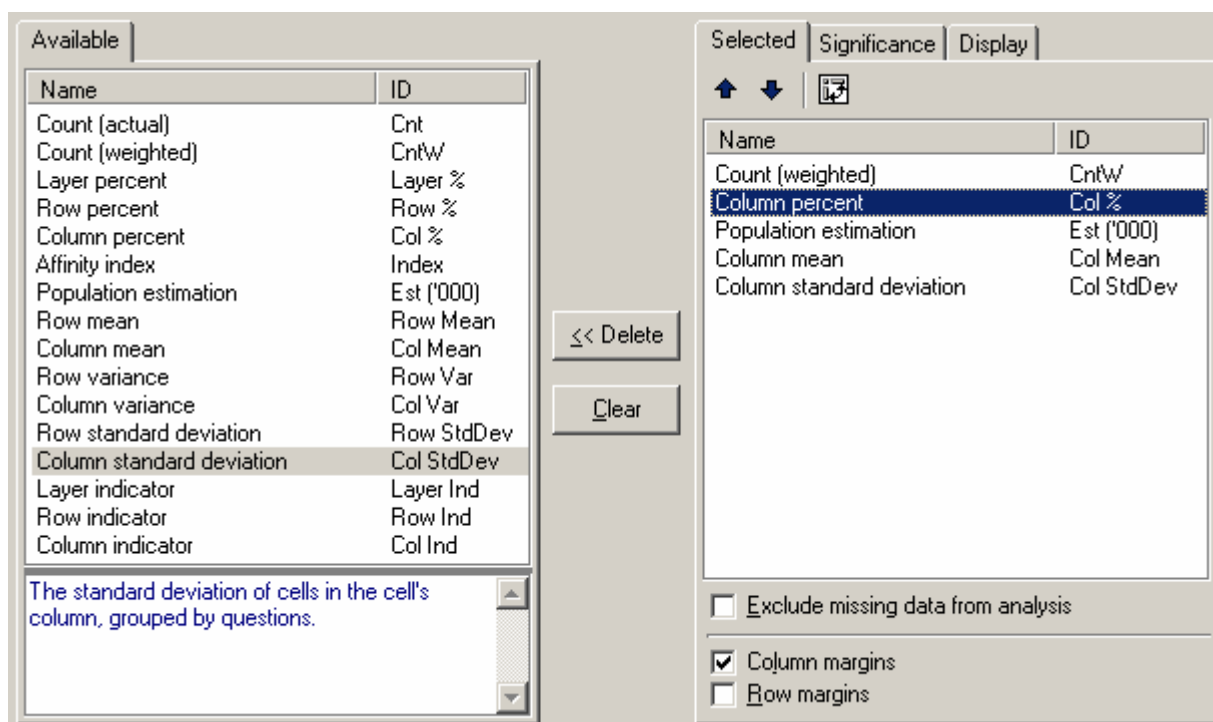 Available
Name ID
Count (actual) Cnt
Count (weighted) CntW
Layer percent Layer %
Row percent Row %
Column percent Col %
Affinity index Index
Population estimation Est ('000)
Row mean Row Mean
Column mean Col Mean
Row variance Row Var
Column variance Col Var
Row standard deviation Row StdDev
Column standard deviation Col StdDev
Layer indicator Layer Ind
Row indicator Row Ind
Column indicator Col Ind
The standard deviation of cells in the cell's
column, grouped by questions.
<< Delete
Clear
Selected Significance Display
Name ID
Count (weighted) CntW
Column percent Col %
Population estimation Est ('000)
Column mean Col Mean
Column standard deviation Col StdDev
Exclude missing data from analysis
Column margins
Row margins